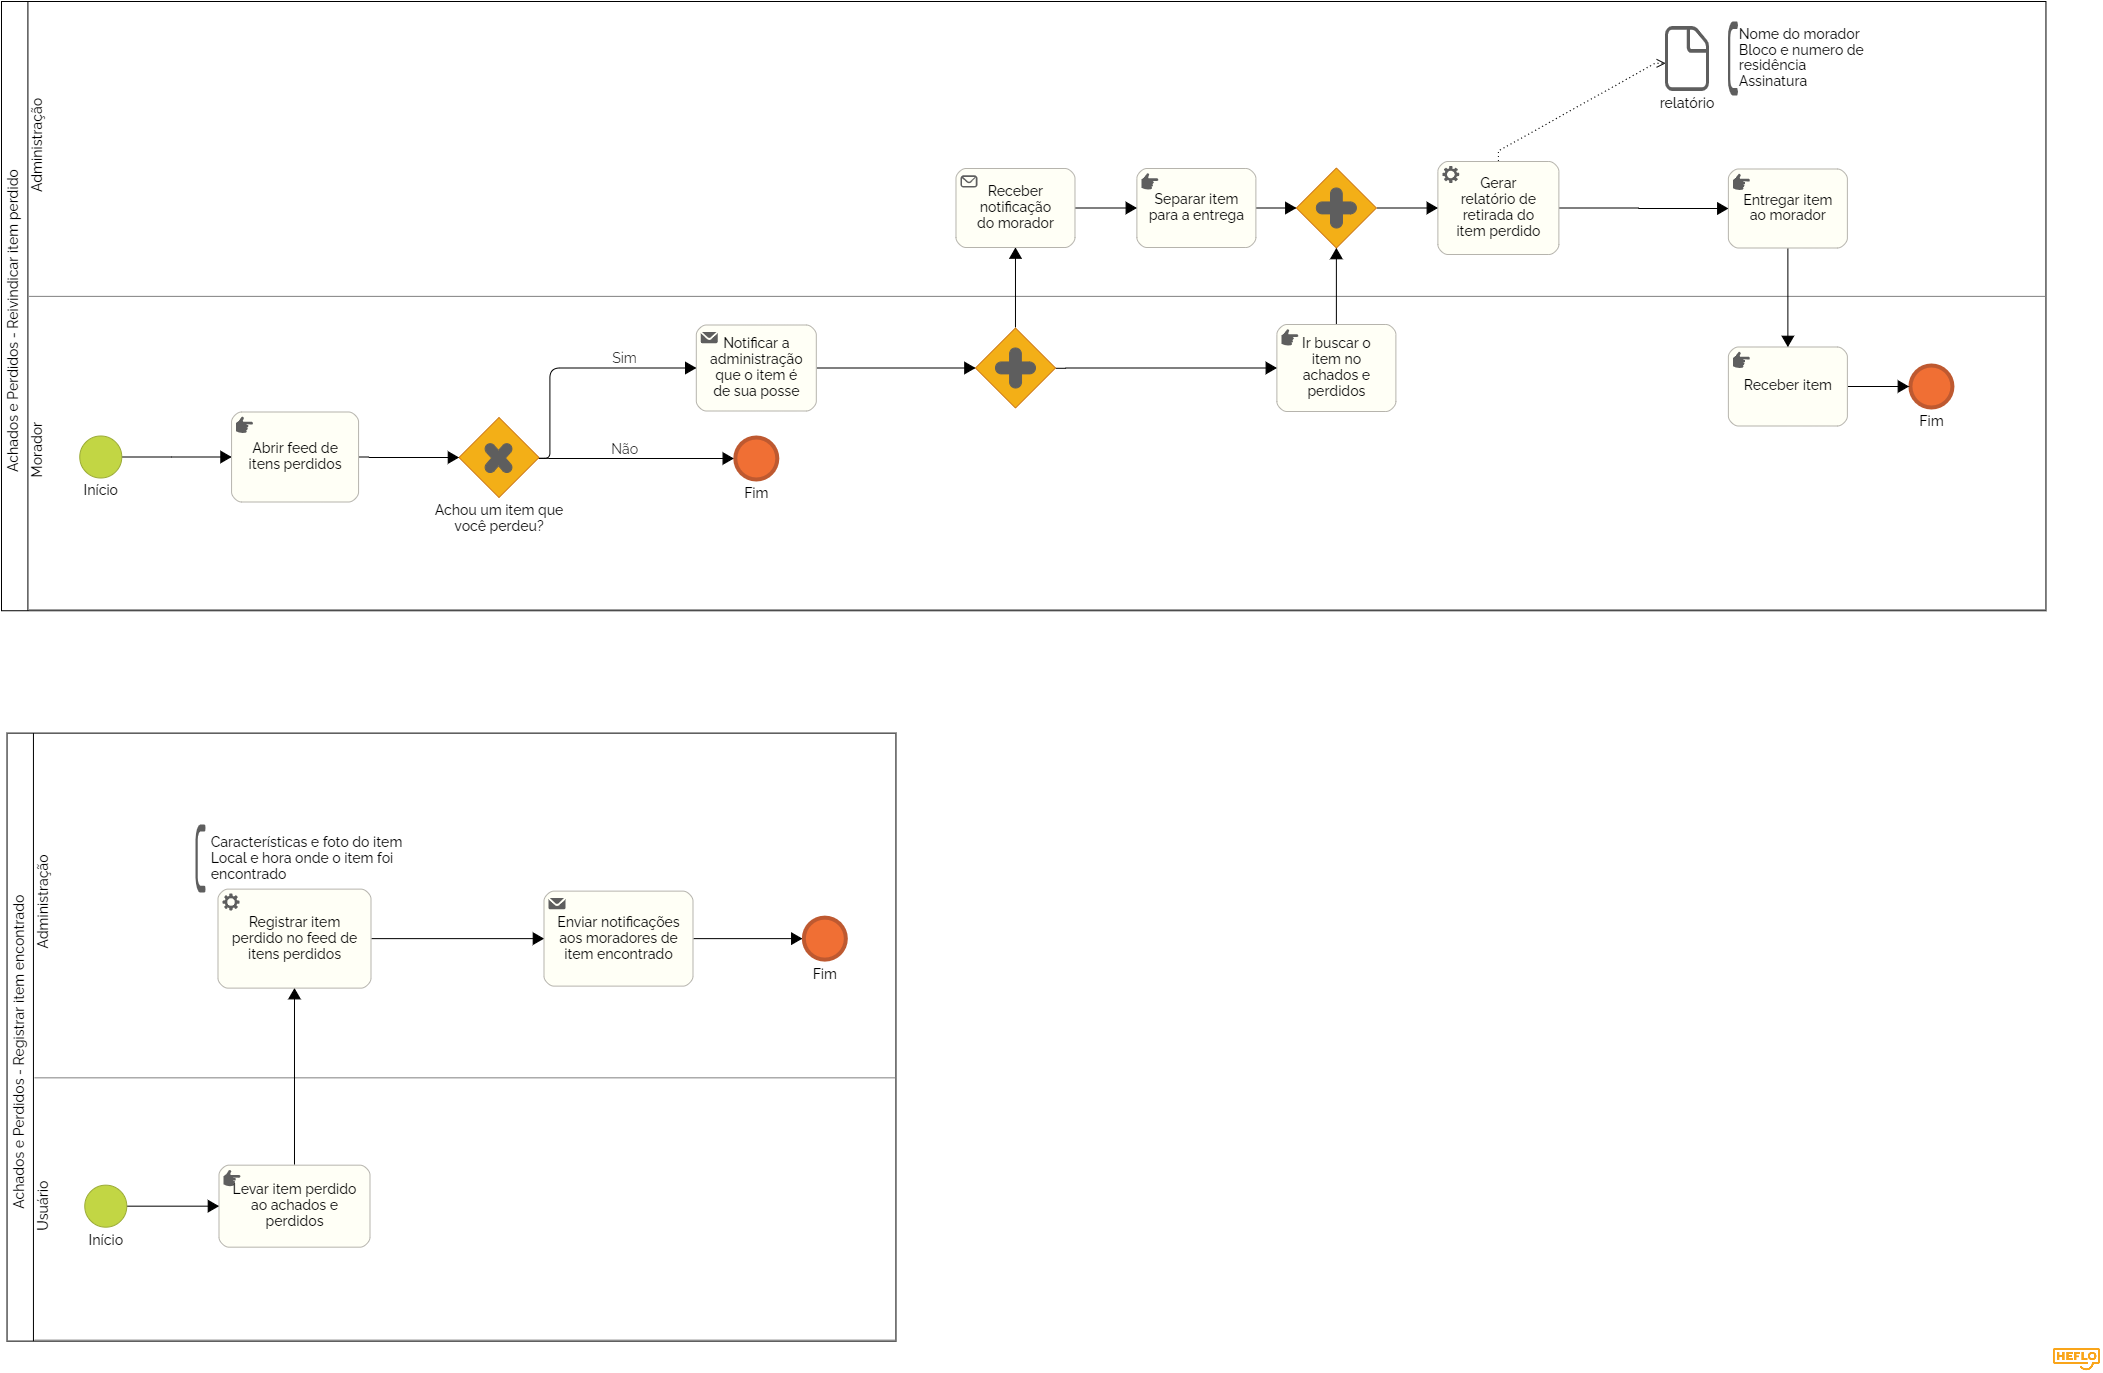 Achados e Perdidos - Reivindicar item perdido
Administração
Nome do morador
Bloco e numero de
residência
Assinatura
relatório
Receber
notificação
do morador
Separar item
para a entrega
Gerar
relatório de
retirada do
item perdido
Entregar item
ao morador
Morador
Início
Abrir feed de
itens perdidos
Achou um item que
você perdeu?
Sim
Não
Notificar a
administração
que o item é
de sua posse
Fim
Ir buscar o
item no
achados e
perdidos
Receber item
Fim
Achados e Perdidos - Registrar item encontrado
Administração
Características e foto do item
Local e hora onde o item foi
encontrado
Registrar item
perdido no feed de
itens perdidos
Enviar notificações
aos moradores de
item encontrado
Fim
Usuário
Início
Levar item perdido
ao achados e
perdidos
HEFLO